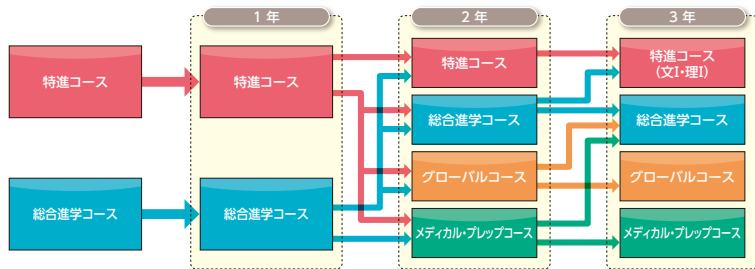 1年
2年
3年
特進コース
総合進学コース
特進コース
総合進学コース
特進コース
総合進学コース
グローバルコース
メディカル・プレップコース
特進コース
(文I・理I)
総合進学コース
グローバルコース
メディカル・プレップコース